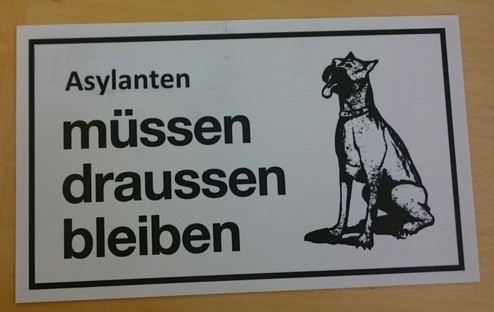 Asylanten
müssen
draussen
bleiben